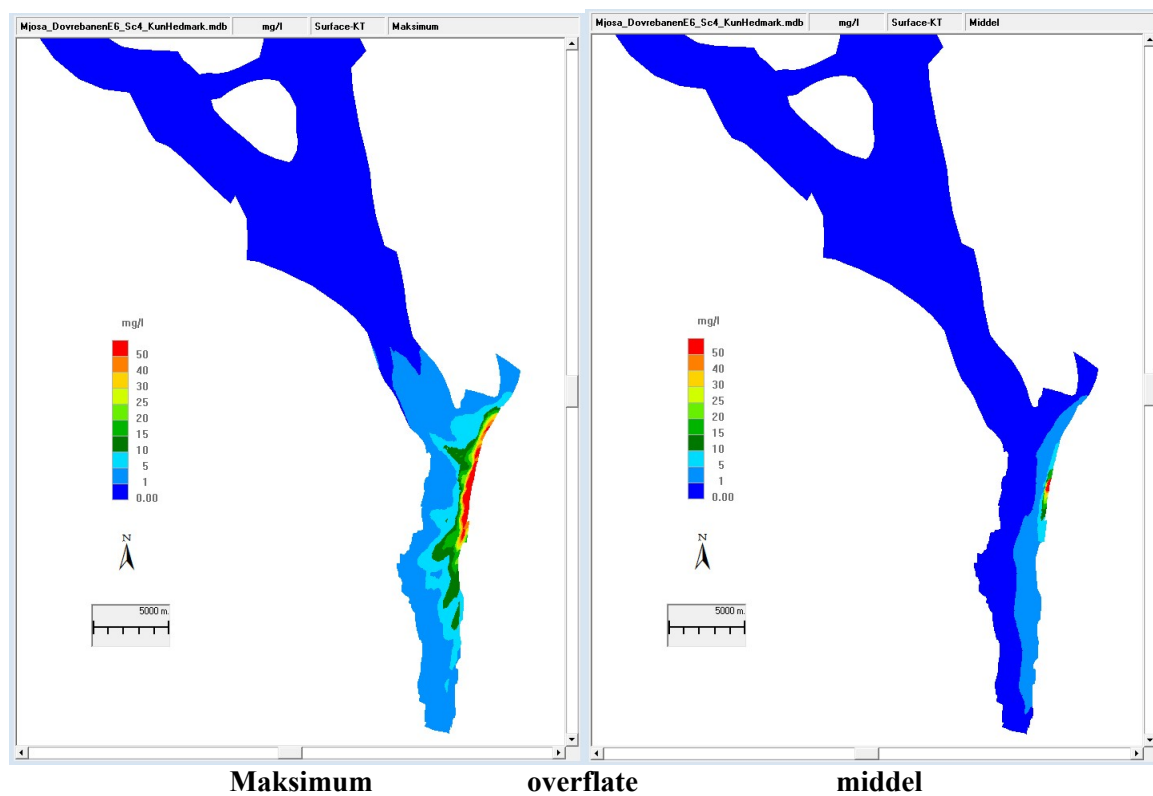 Mjosa_DovrebanenE6_Sc4_KunHedmark.mdb mg/l Surface-KT Maksimum
mg/l
50
40
30
25
20
15
10
5
1
0.00
N
5000 m.
Mjosa_DovrebanenE6_Sc4_KunHedmark.mdb mg/l Surface-KT Middel
mg/l
50
40
30
25
20
15
10
5
1
0.00
N
5000 m.
Maksimum overflate middel